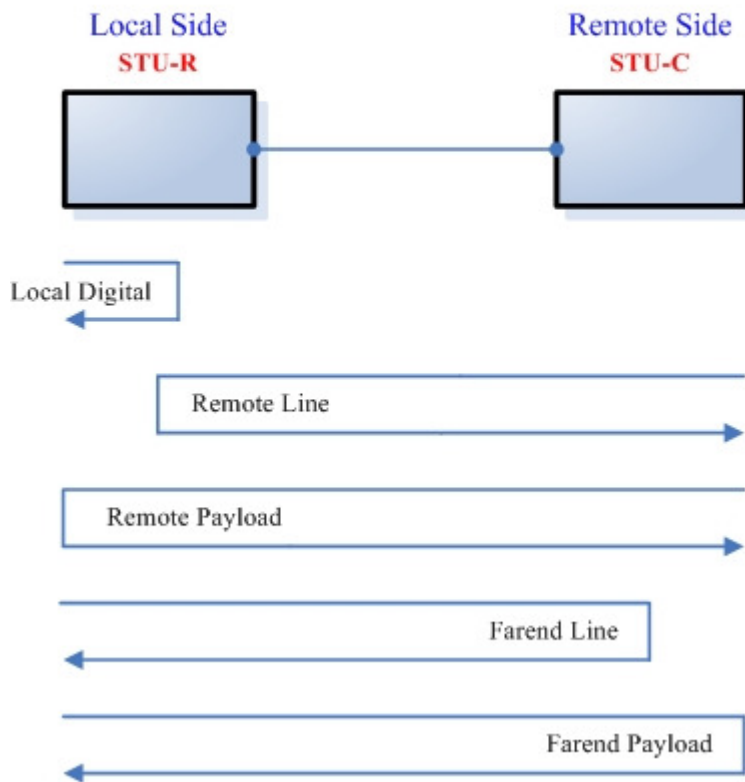 Local Side
Remote Side
STU-R
STU-C
Local Digital
Remote Line
Remote Payload
Farend Line
Farend Payload